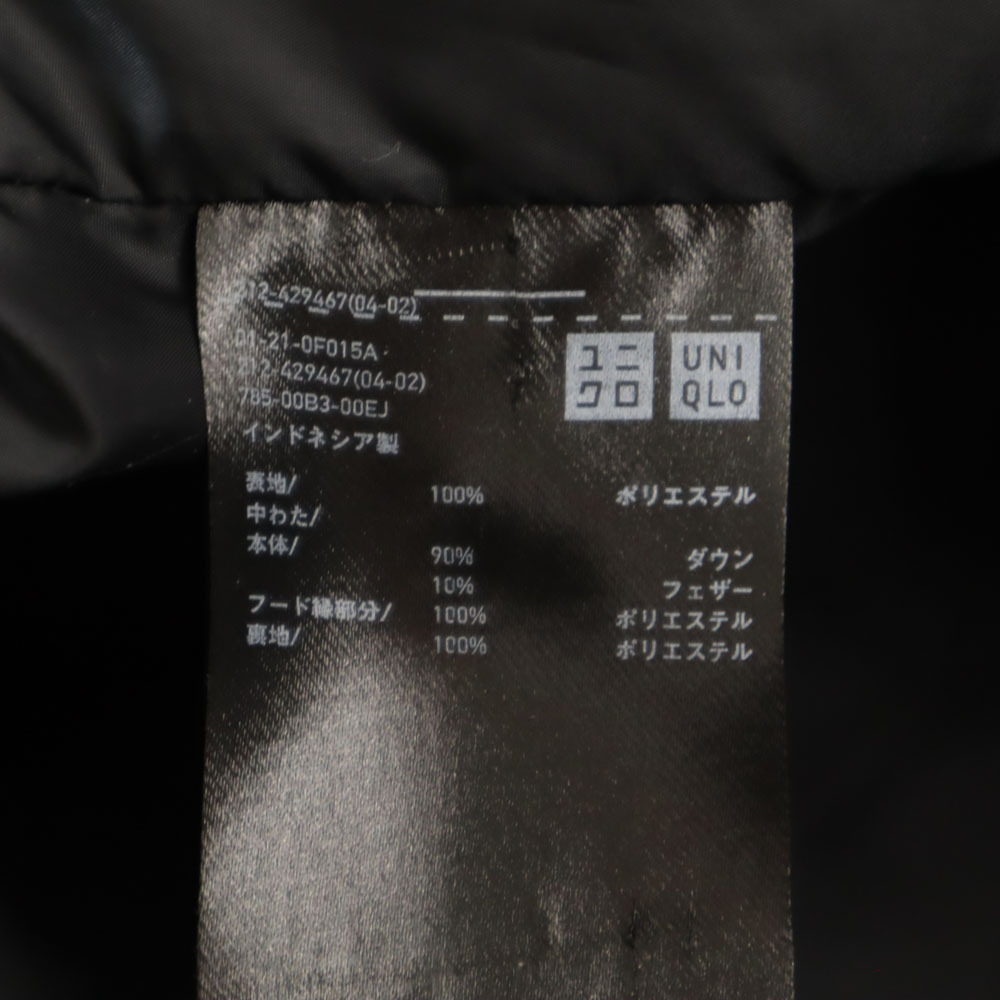 212-429467(04-02)
01-21-0F015A
212-429467(04-02)
785-00B3-00EJ
インドネシア製
ユニ
クロ
UNI
QLO
表地/ 100% ポリエステル
中わた/
本体/
90% ダウン
10% フェザー
フード縁部分/ 100% ポリエステル
裏地/ 100% ポリエステル